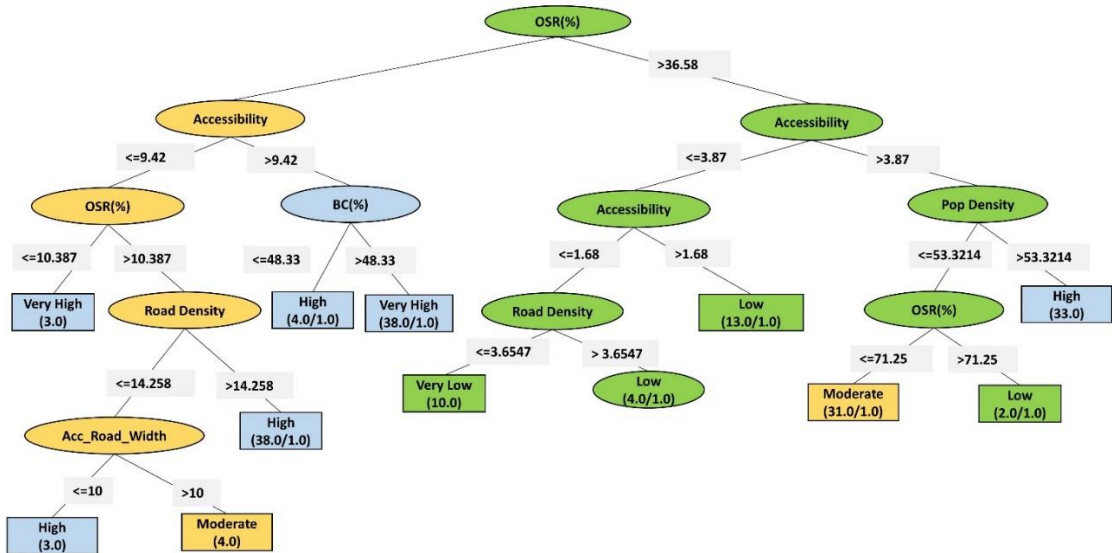 OSR(%)
>36.58
Accessibility
Accessibility
<=9.42
>9.42
<=3.87
>3.87
OSR(%)
BC(%)
Accessibility
Pop Density
<=10.387
>10.387
<=48.33
>48.33
<=1.68
>1.68
<=53.3214
>53.3214
Very High
(3.0)
Road Density
High
(4.0/1.0)
Very High
(38.0/1.0)
Road Density
Low
(13.0/1.0)
OSR(%)
High
(33.0)
<=14.258
>14.258
<=3.6547
> 3.6547
<=71.25
>71.25
Acc_Road_Width
High
(38.0/1.0)
Very Low
(10.0)
Low
(4.0/1.0)
Moderate
(31.0/1.0)
Low
(2.0/1.0)
<=10
>10
High
(3.0)
Moderate
(4.0)